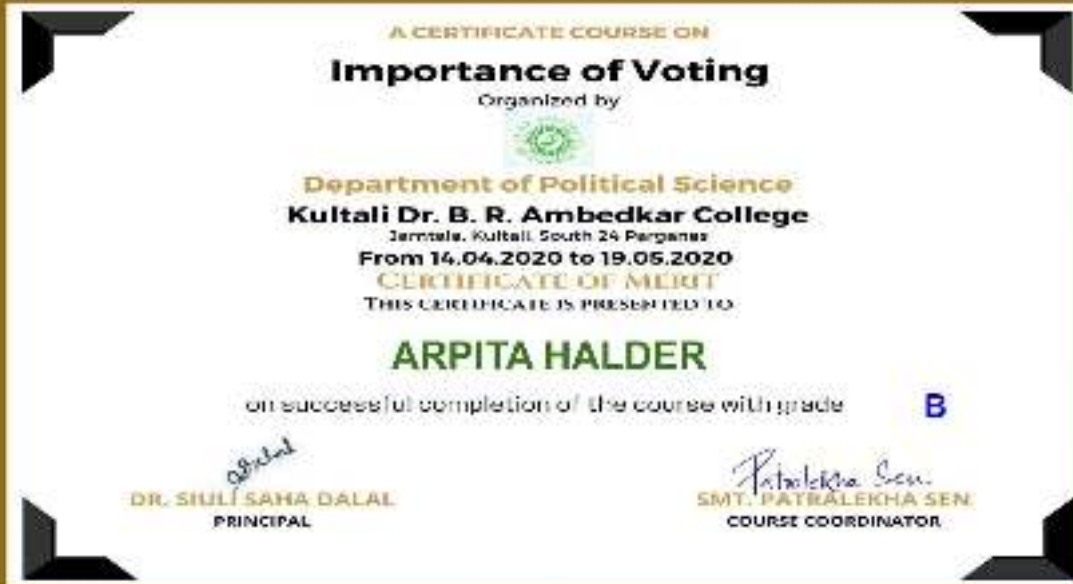 A CERTIFICATE COURSE ON
Importance of Voting
Organized by
Department of Political Science
Kultali Dr. B. R. Ambedkar College
Jamtala, Kultali, South 24 Parganas
From 14.04.2020 to 19.05.2020
CERTIFICATE OF MERIT
THIS CERTIFICATE IS PRESENTED TO
ARPITA HALDER
on successful completion of the course with grade B
Patralekha Sen.
DR. SIULI SAHA DALAL
SMT. PATRALEKHA SEN
PRINCIPAL
COURSE COORDINATOR